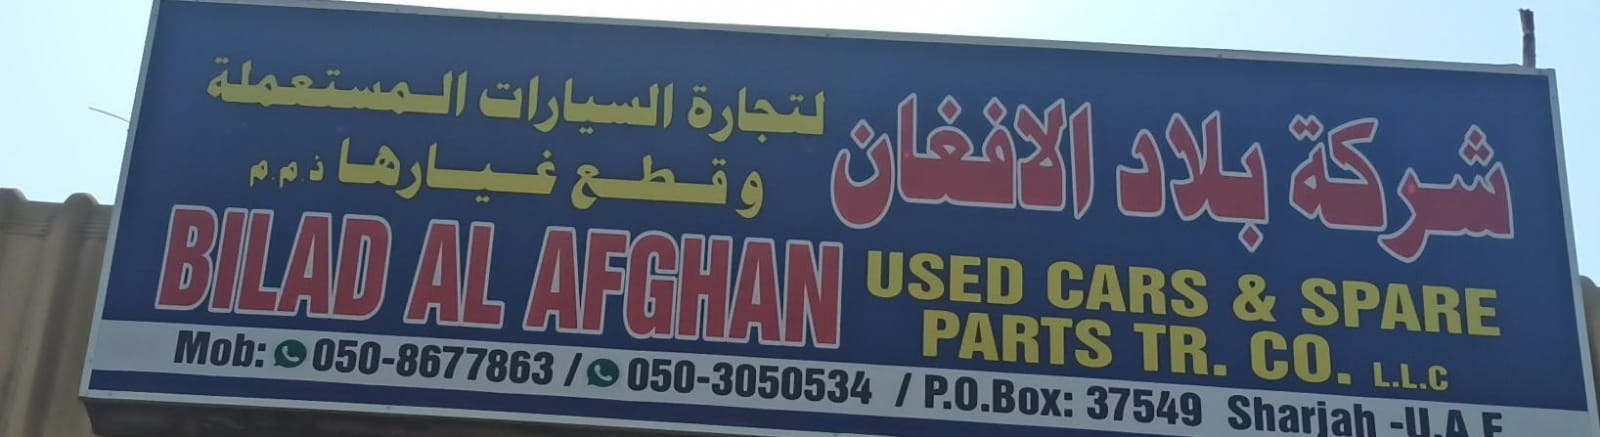 شركة بلاد الافغان
لتجارة السيارات المستعملة
وقطع غيارها ذ.م.م
BILAD AL AFGHAN
USED CARS & SPARE
PARTS TR. CO. L.L.C
Mob: 050-8677863 / 050-3050534 / P.O.Box: 37549 Sharjah -U.A.E